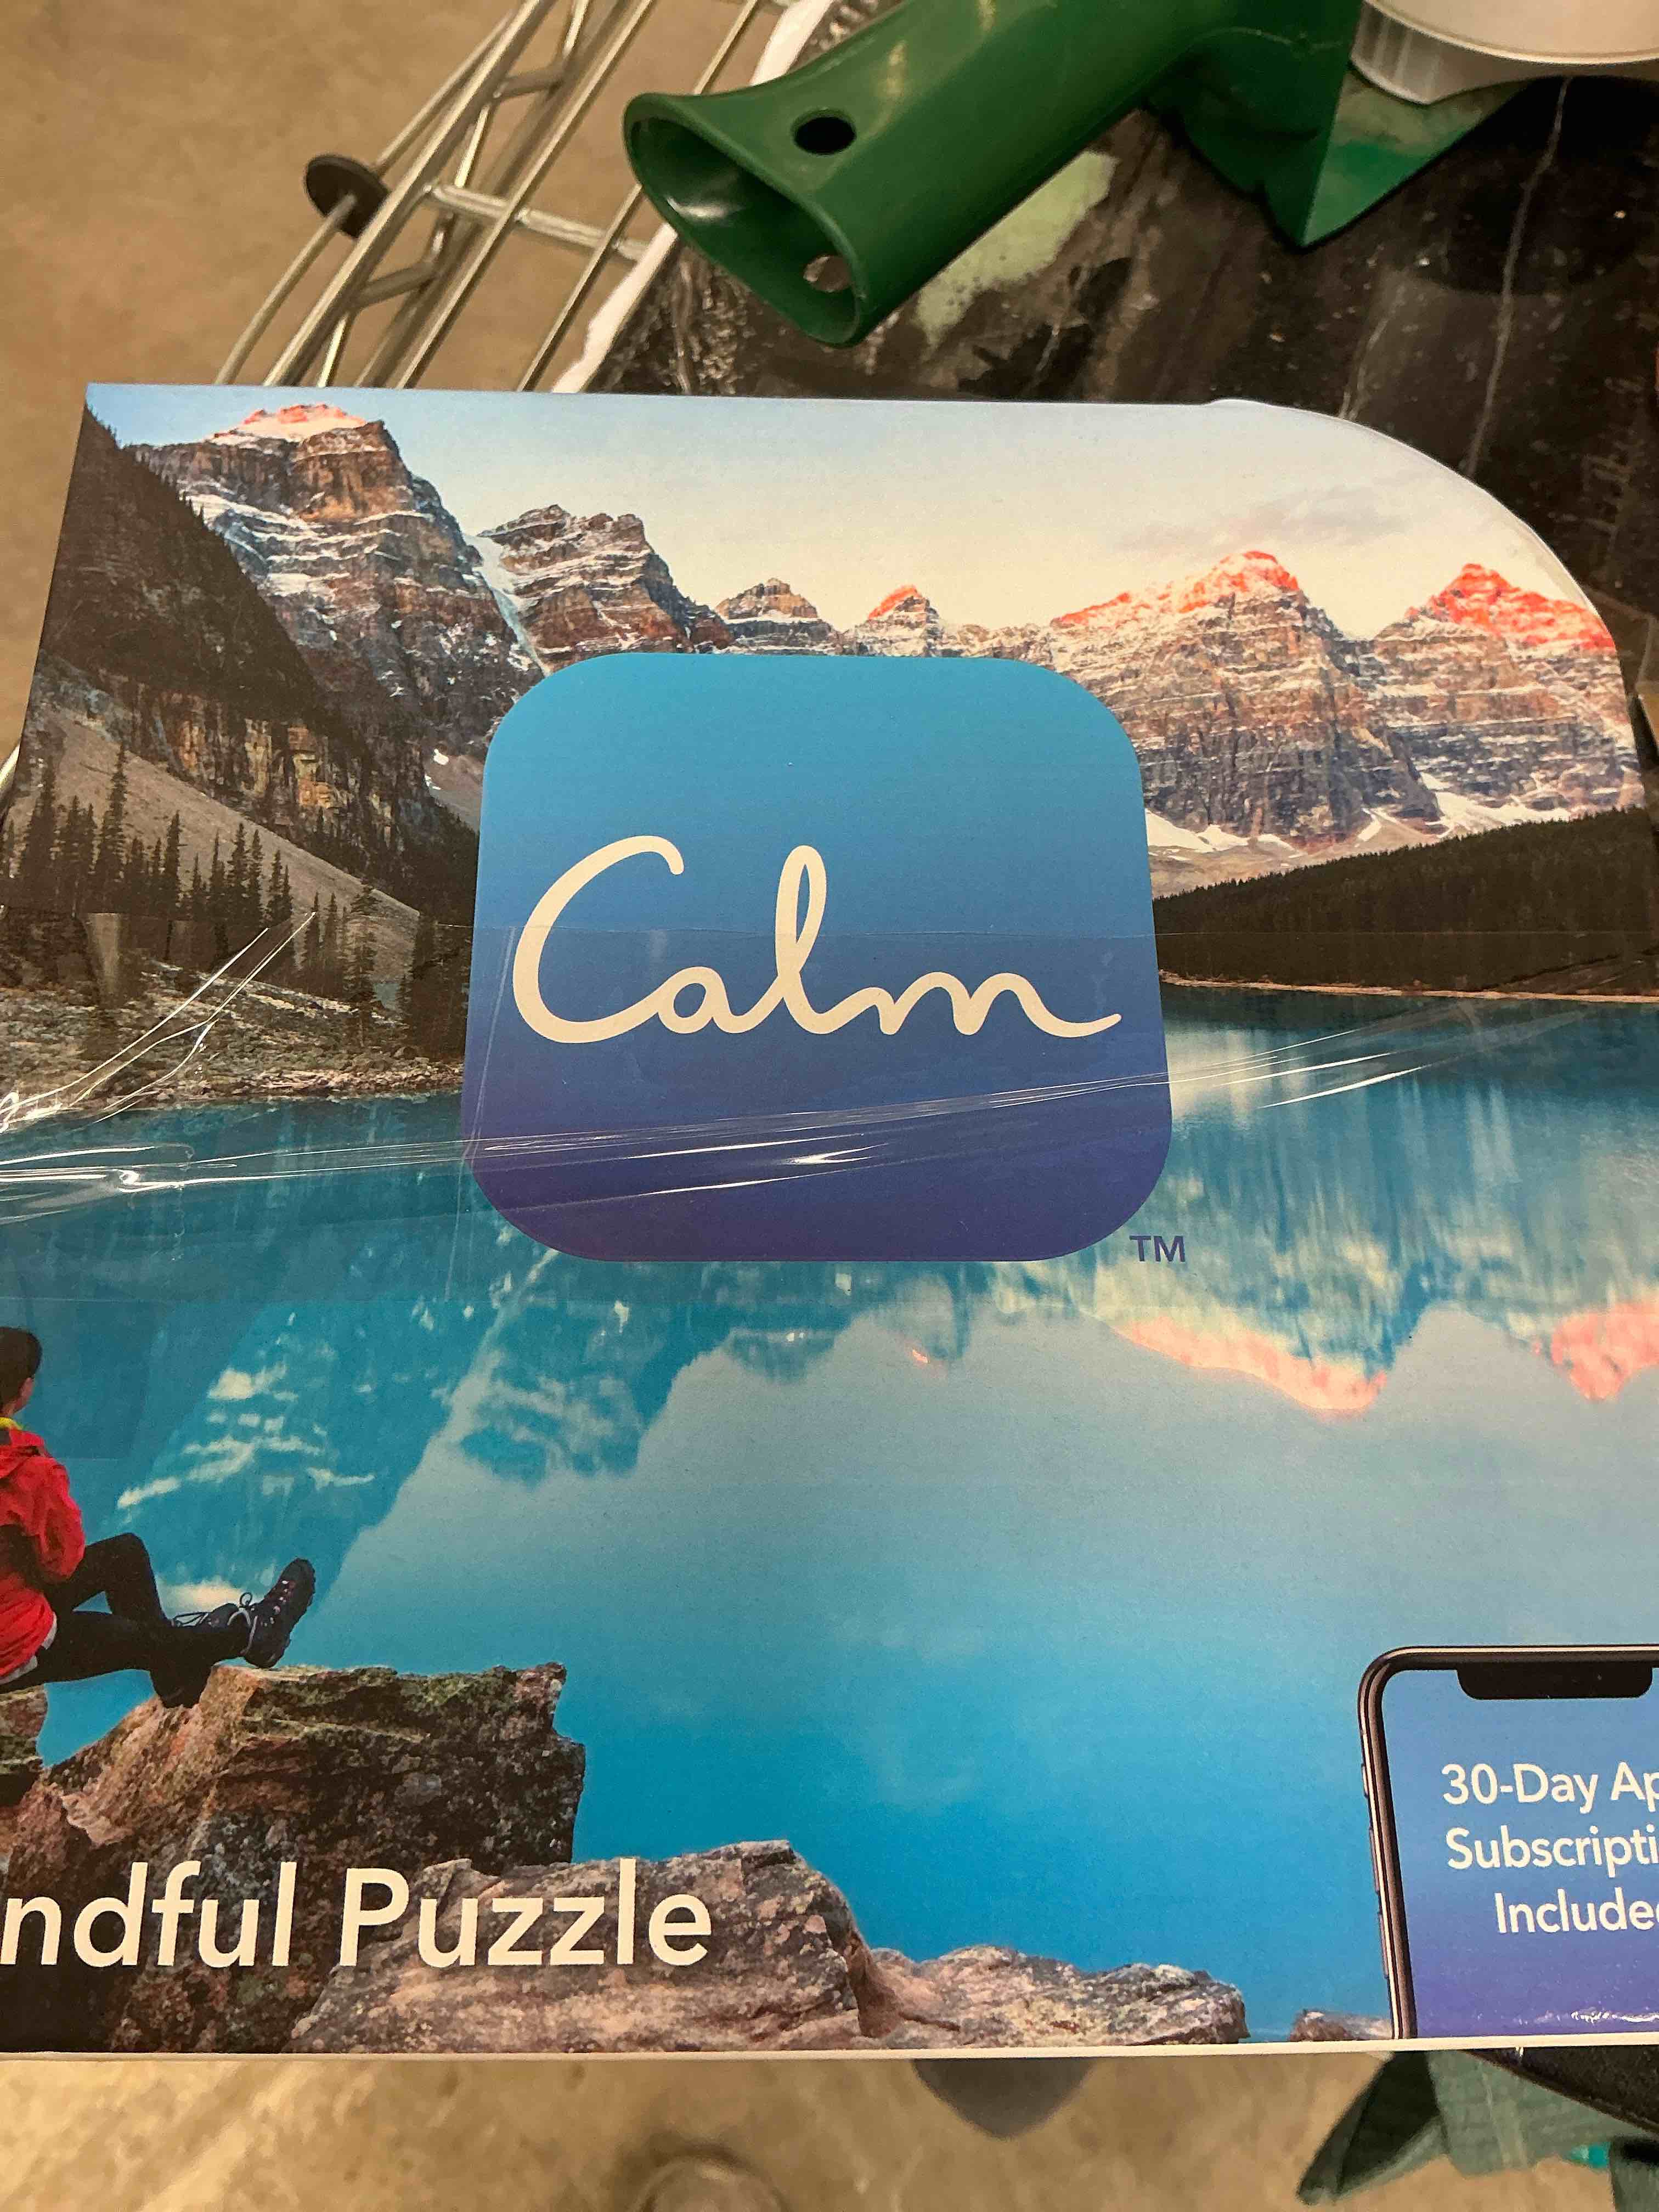 Calm
TM
30-Day Ap
Subscripti
Include
ndful Puzzle